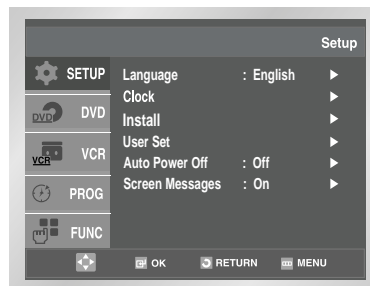 Setup
SETUP
DVD DVD
VCR VCR
PROG
FUNC
Language : English ►
Clock ►
Install ►
User Set ►
Auto Power Off : Off ►
Screen Messages : On ►
OK RETURN MENU